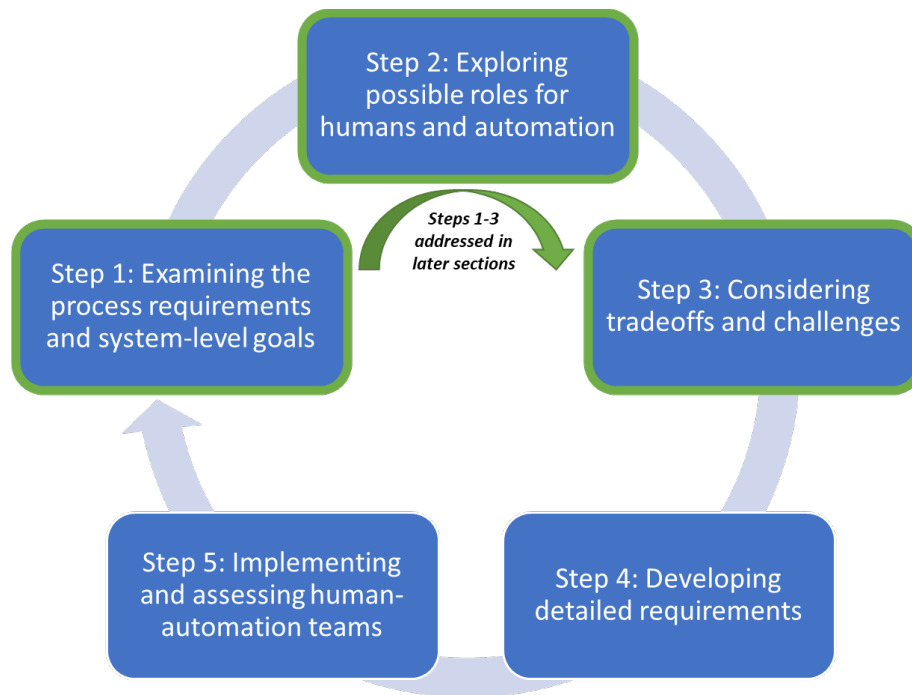 Step 2: Exploring
possible roles for
humans and automation
Steps 1-3
addressed in
later sections
Step 1: Examining the
process requirements
and system-level goals
Step 3: Considering
tradeoffs and challenges
Step 5: Implementing
and assessing human-
automation teams
Step 4: Developing
detailed requirements